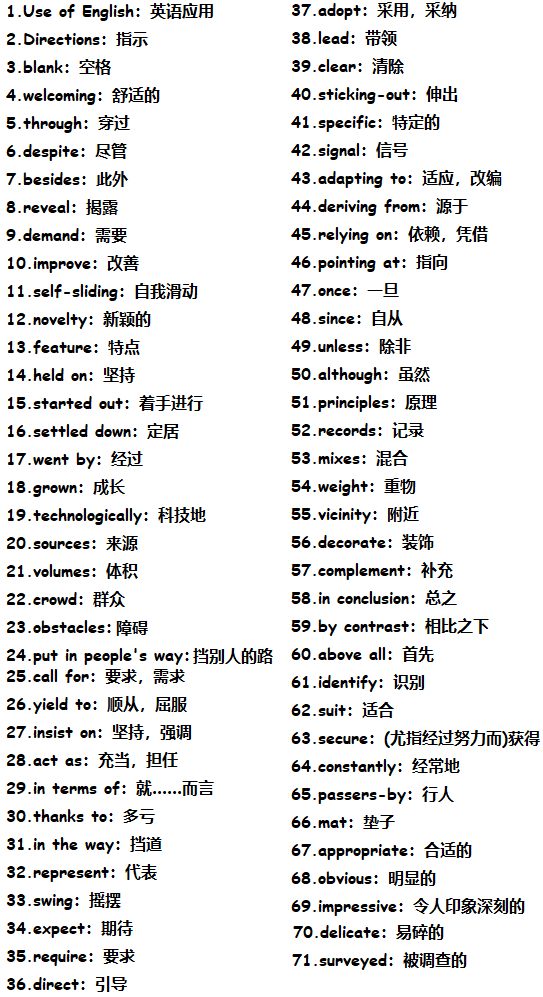 1.Use of English：英语应用
2.Directions：指示
3.blank：空格
4.welcoming：舒适的
5.through：穿过
6.despite：尽管
7.besides：此外
8.reveal：揭露
9.demand：需要
10.improve：改善
11.self-sliding：自我滑动
12.novelty：新颖的
13.feature：特点
14.held on：坚持
15.started out：着手进行
16.settled down：定居
17.went by：经过
18.grown：成长
19.technologically：科技地
20.sources：来源
21.volumes：体积
22.crowd：群众
23.obstacles:障碍
24.put in people's way:挡别人的路
25.call for：要求，需求
26.yield to：顺从，屈服
27.insist on：坚持，强调
28.act as：充当，担任
29.in terms of：就……而言
30.thanks to：多亏
31.in the way：挡道
32.represent：代表
33.swing：摇摆
34.expect：期待
35.require：要求
36.direct：引导
37.adopt：采用，采纳
38.lead：带领
39.clear：清除
40.sticking-out：伸出
41.specific：特定的
42.signal：信号
43.adapting to：适应，改编
44.deriving from：源于
45.relying on：依赖，凭借
46.pointing at：指向
47.once：一旦
48.since：自从
49.unless：除非
50.although：虽然
51.principles：原理
52.records：记录
53.mixes：混合
54.weight：重物
55.vicinity：附近
56.decorate：装饰
57.complement：补充
58.in conclusion：总之
59.by contrast：相比之下
60.above all：首先
61.identify：识别
62.suit：适合
63.secure：(尤指经过努力而)获得
64.constantly：经常地
65.passers-by：行人
66.mat：垫子
67.appropriate：合适的
68.obvious：明显的
69.impressive：令人印象深刻的
70.delicate：易碎的
71.surveyed：被调查的